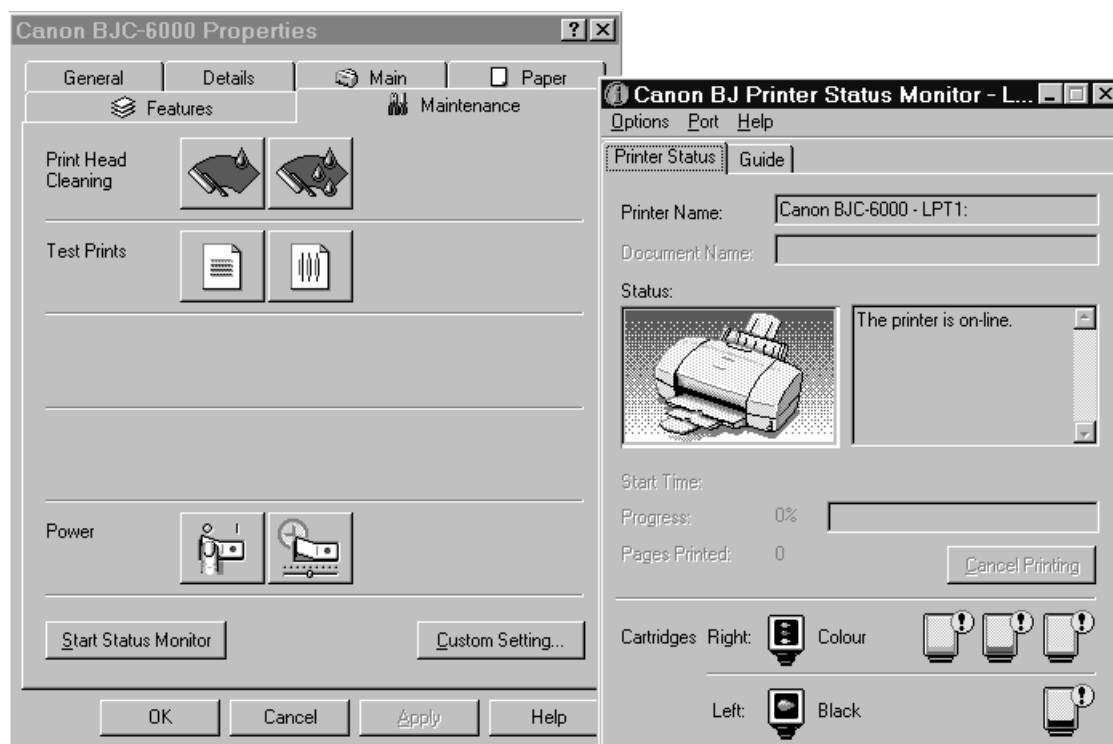 Canon BJC-6000 Properties
General Details Main Paper
Features Maintenance
Print Head
Cleaning
Test Prints
Power
Start Status Monitor Custom Setting...
OK Cancel Apply Help
Canon BJ Printer Status Monitor - L...
Options Port Help
Printer Status Guide
Printer Name: Canon BJC-6000 - LPT1:
Document Name:
Status:
The printer is on-line.
Start Time:
Progress: 0%
Pages Printed: 0
Cancel Printing
Cartridges Right: Colour
Left: Black